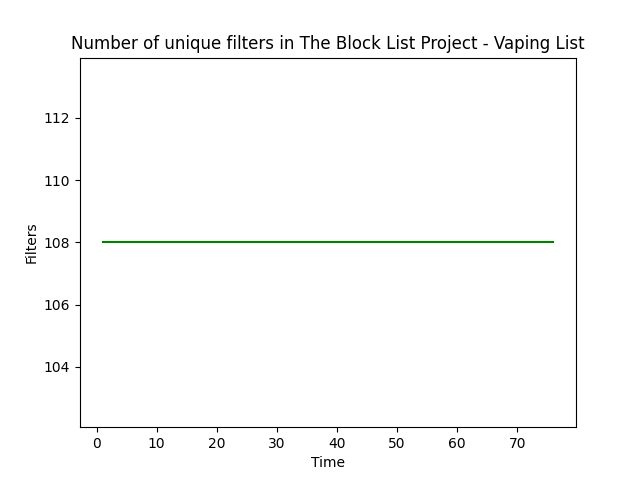 Number of unique filters in The Block List Project - Vaping List
112
110
108
106
104
Filters
0 10 20 30 40 50 60 70
Time